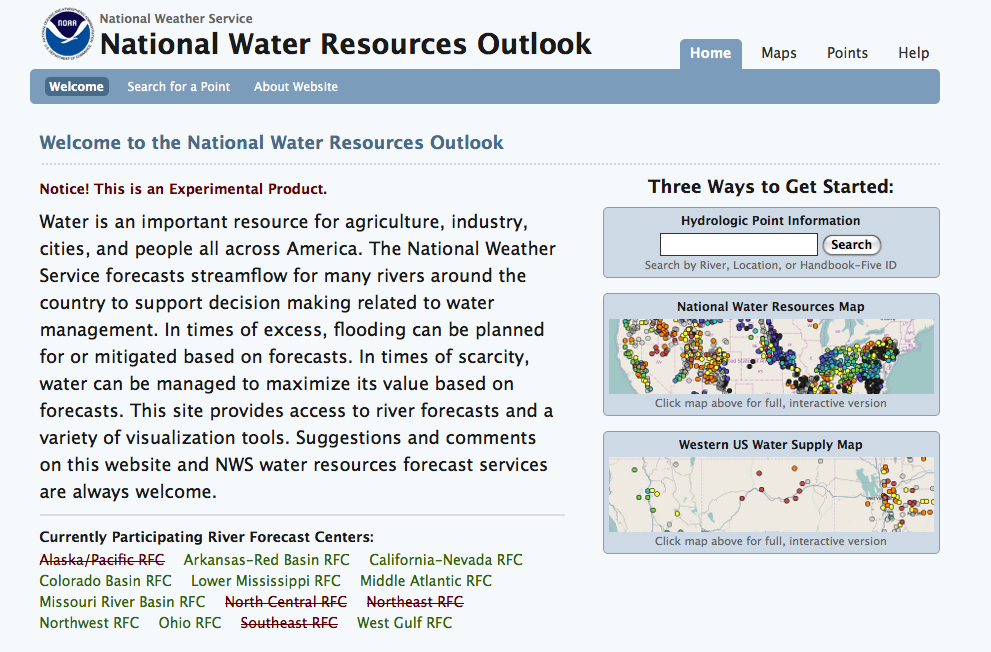 NOAA
National Weather Service
National Water Resources Outlook
Home Maps Points Help
Welcome Search for a Point About Website
Welcome to the National Water Resources Outlook
Notice! This is an Experimental Product.
Water is an important resource for agriculture, industry,
cities, and people all across America. The National Weather
Service forecasts streamflow for many rivers around the
country to support decision making related to water
management. In times of excess, flooding can be planned
for or mitigated based on forecasts. In times of scarcity,
water can be managed to maximize its value based on
forecasts. This site provides access to river forecasts and a
variety of visualization tools. Suggestions and comments
on this website and NWS water resources forecast services
are always welcome.
Currently Participating River Forecast Centers:
Alaska/Pacific RFC Arkansas-Red Basin RFC California-Nevada RFC
Colorado Basin RFC Lower Mississippi RFC Middle Atlantic RFC
Missouri River Basin RFC North Central RFC Northeast RFC
Northwest RFC Ohio RFC Southeast RFC West Gulf RFC
Three Ways to Get Started:
Hydrologic Point Information
Search
Search by River, Location, or Handbook-Five ID
National Water Resources Map
Click map above for full, interactive version
Western US Water Supply Map
Click map above for full, interactive version